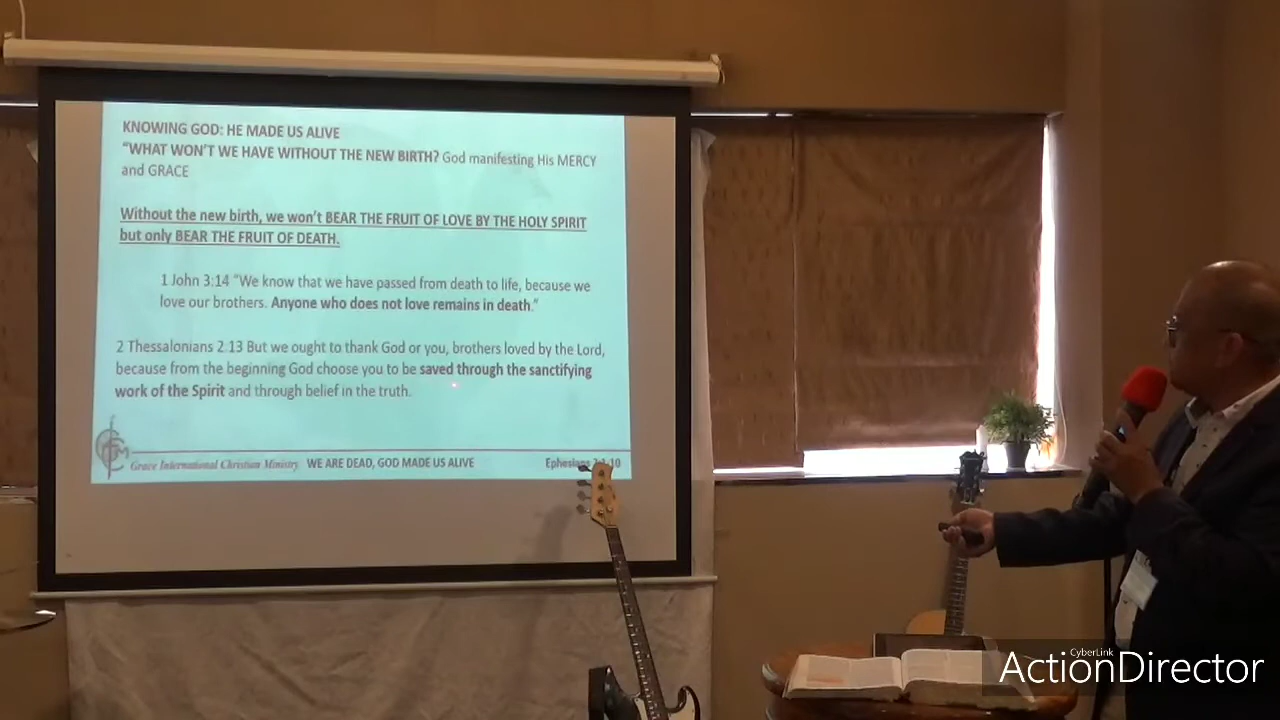 KNOWING GOD: HE MADE US ALIVE
“WHAT WON’T WE HAVE WITHOUT THE NEW BIRTH? God manifesting His MERCY
and GRACE
Without the new birth, we won’t BEAR THE FRUIT OF LOVE BY THE HOLY SPIRIT
but only BEAR THE FRUIT OF DEATH.
1 John 3:14 “We know that we have passed from death to life, because we
love our brothers. Anyone who does not love remains in death.”
2 Thessalonians 2:13 But we ought to thank God or you, brothers loved by the Lord,
because from the beginning God choose you to be saved through the sanctifying
work of the Spirit and through belief in the truth.
Grace International Christian Ministry WE ARE DEAD, GOD MADE US ALIVE Ephesians
CyberLink
ActionDirector